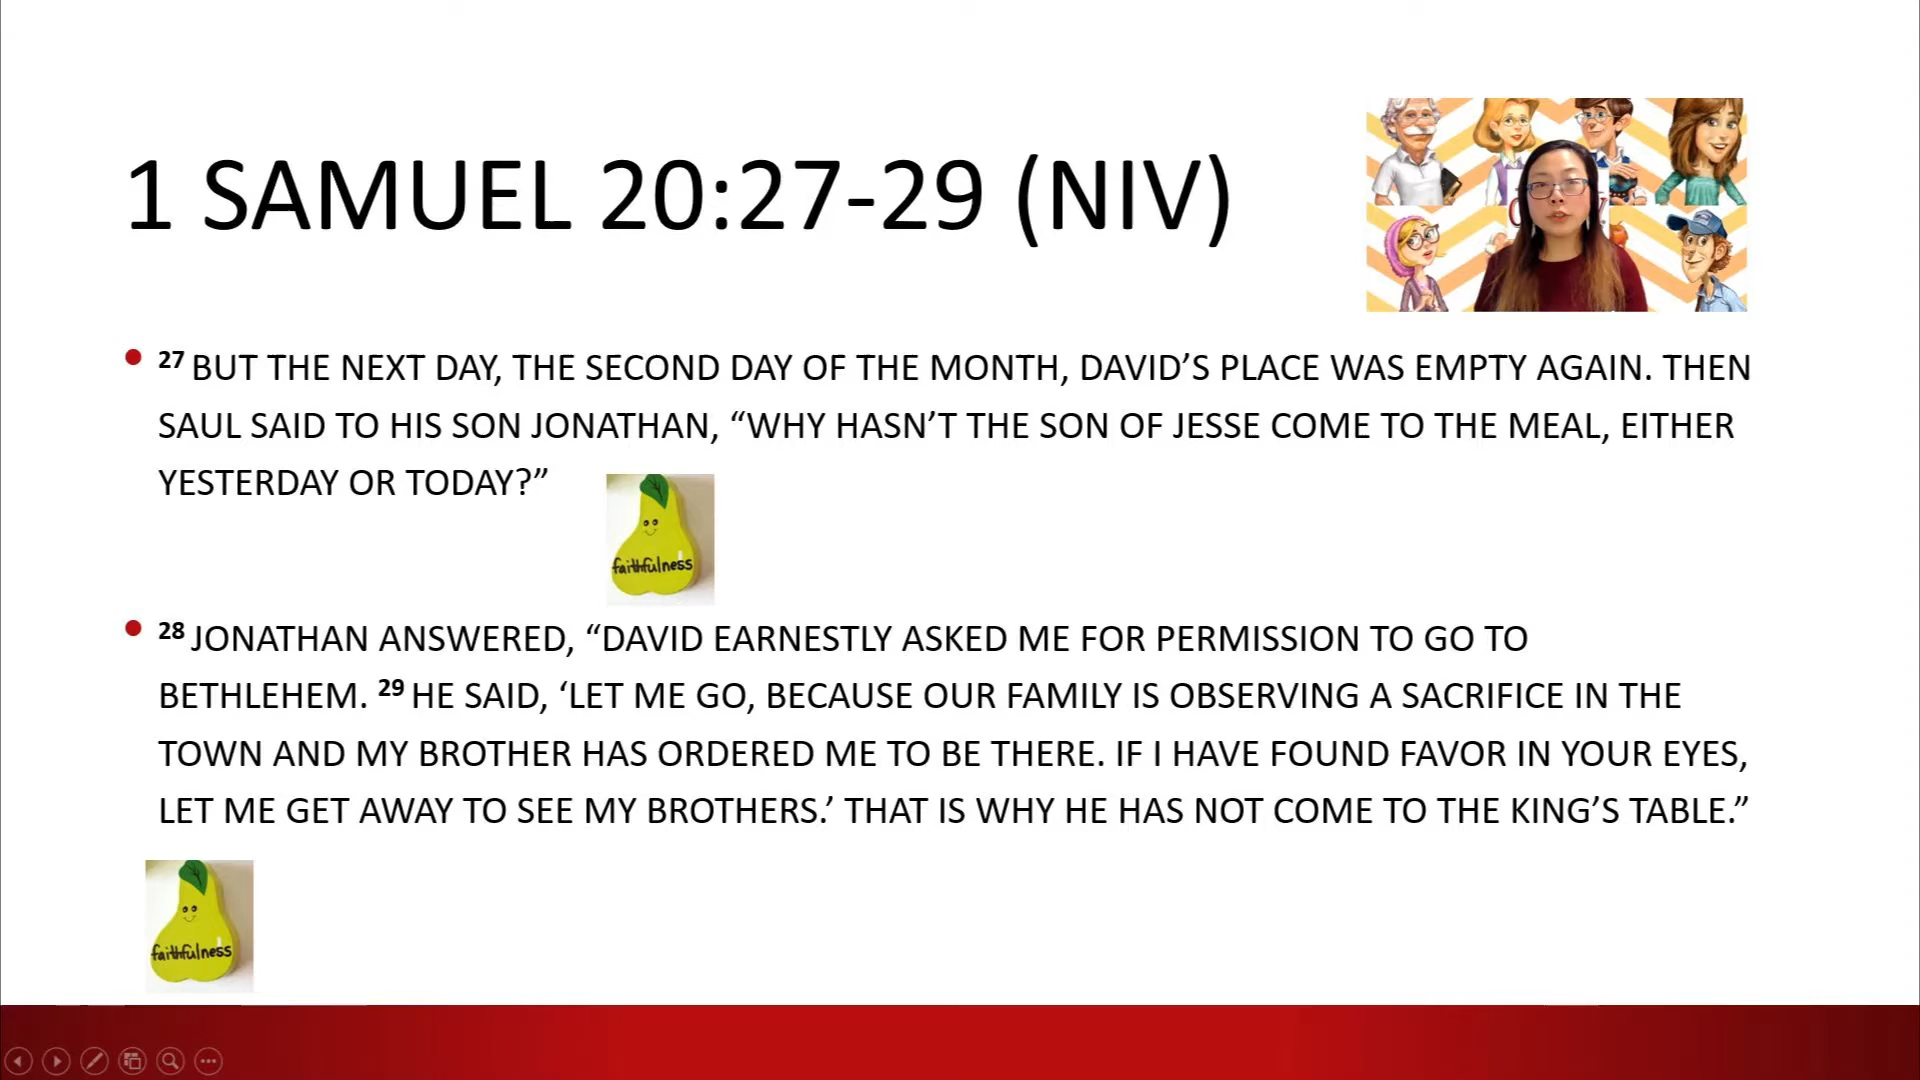 1 SAMUEL 20:27-29 (NIV)
27 BUT THE NEXT DAY, THE SECOND DAY OF THE MONTH, DAVID’S PLACE WAS EMPTY AGAIN. THEN
SAUL SAID TO HIS SON JONATHAN, “WHY HASN’T THE SON OF JESSE COME TO THE MEAL, EITHER
YESTERDAY OR TODAY?”
faithfulness
28 JONATHAN ANSWERED, “DAVID EARNESTLY ASKED ME FOR PERMISSION TO GO TO
BETHLEHEM. 29 HE SAID, ‘LET ME GO, BECAUSE OUR FAMILY IS OBSERVING A SACRIFICE IN THE
TOWN AND MY BROTHER HAS ORDERED ME TO BE THERE. IF I HAVE FOUND FAVOR IN YOUR EYES,
LET ME GET AWAY TO SEE MY BROTHERS.’ THAT IS WHY HE HAS NOT COME TO THE KING’S TABLE.”
faithfulness